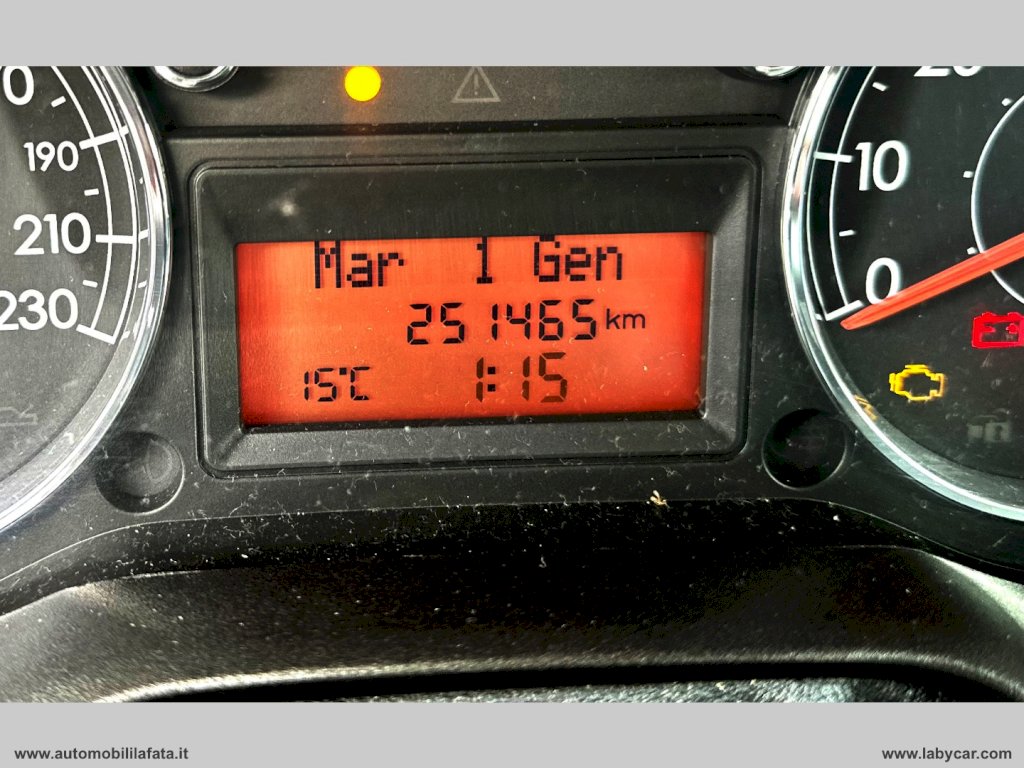 190
210
230
Mar 1 Gen
251465 km
15°C 1:15
10
0
www.automobililafata.it
www.labycar.com